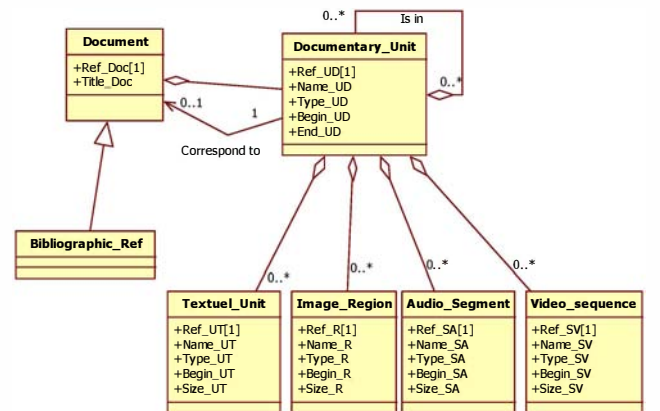 0..*
Is in
Document
+Ref_Doc[1]
+Title_Doc
Documentary_Unit
+Ref_UD[1]
+Name_UD
+Type_UD
+Begin_UD
+End_UD
0..*
0..1
1
Correspond to
Bibliographic_Ref
0..*
0..*
0..*
0..*
Textuel_Unit
+Ref_UT[1]
+Name_UT
+Type_UT
+Begin_UT
+Size_UT
Image_Region
+Ref_R[1]
+Name_R
+Type_R
+Begin_R
+Size_R
Audio_Segment
+Ref_SA[1]
+Name_SA
+Type_SA
+Begin_SA
+Size_SA
Video_sequence
+Ref_SV[1]
+Name_SV
+Type_SV
+Begin_SV
+Size_SV